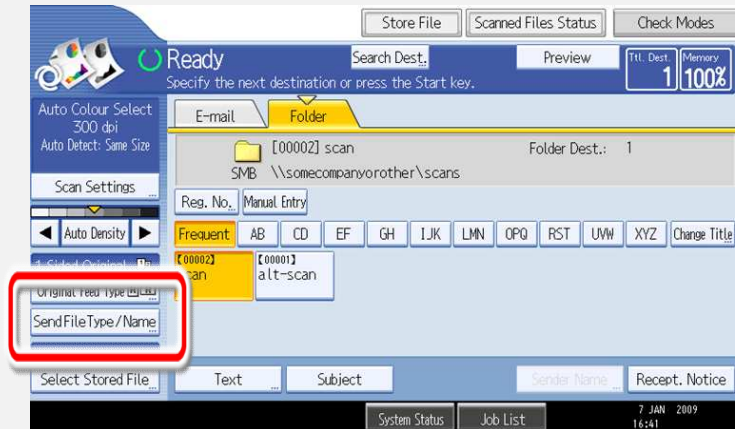 Store File
Scanned Files Status
Check Modes
Ready
Search Dest.
Preview
Ttl. Dest.
1
Memory
100%
Specify the next destination or press the Start key.
Auto Colour Select
300 dpi
Auto Detect: Same Size
E-mail
Folder
[00002] scan
Folder Dest.: 1
SMB \\somecompanyorother\scans
Scan Settings
Reg. No.
Manual Entry
Auto Density
Frequent
AB
CD
EF
GH
IJK
LMN
OPQ
RST
UVW
XYZ
Change Title
【00002】
scan
【00001】
alt-scan
1 Sided Original
Original Feed Type
Send File Type / Name
Select Stored File
Text
Subject
Sender Name
Recept. Notice
System Status
Job List
7 JAN 2009
16:41